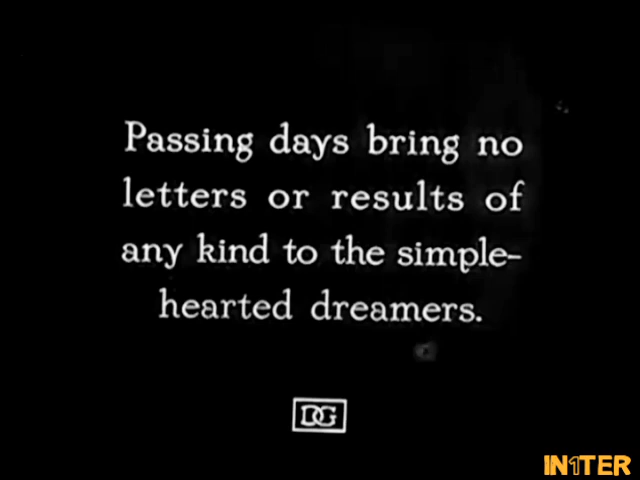 Passing days bring no
letters or results of
any kind to the simple-
hearted dreamers.
DG
IN1TER